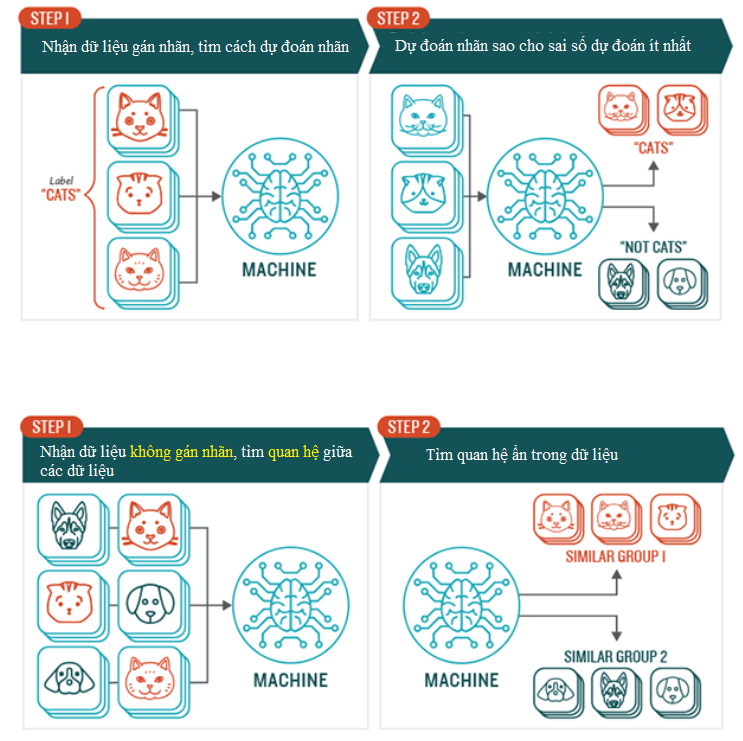 STEP 1
Nhận dữ liệu gán nhãn, tìm cách dự đoán nhãn
Label
"CATS"
MACHINE
STEP 2
Dự đoán nhãn sao cho sai số dự đoán ít nhất
MACHINE
"CATS"
"NOT CATS"
STEP 1
Nhận dữ liệu không gán nhãn, tìm quan hệ giữa
các dữ liệu
MACHINE
STEP 2
Tìm quan hệ ẩn trong dữ liệu
MACHINE
SIMILAR GROUP 1
SIMILAR GROUP 2